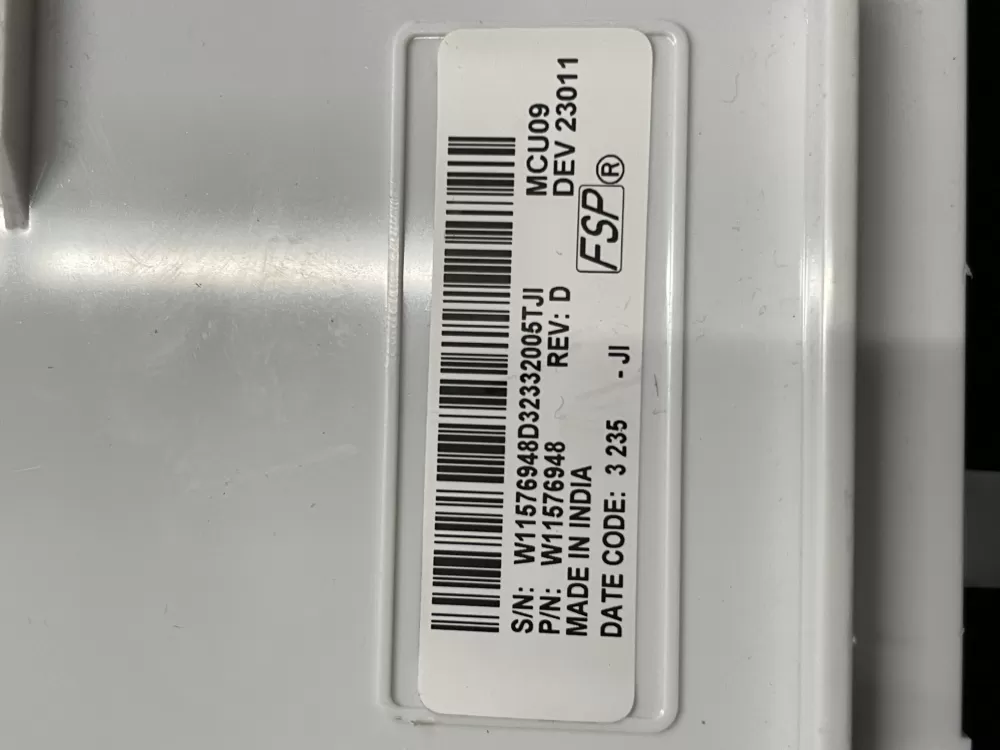 S/N: W11576948D32332005TJI
P/N: W11576948 REV: D
MADE IN INDIA
DATE CODE: 3 235 - JI
MCU09
DEV 23011
FSP®